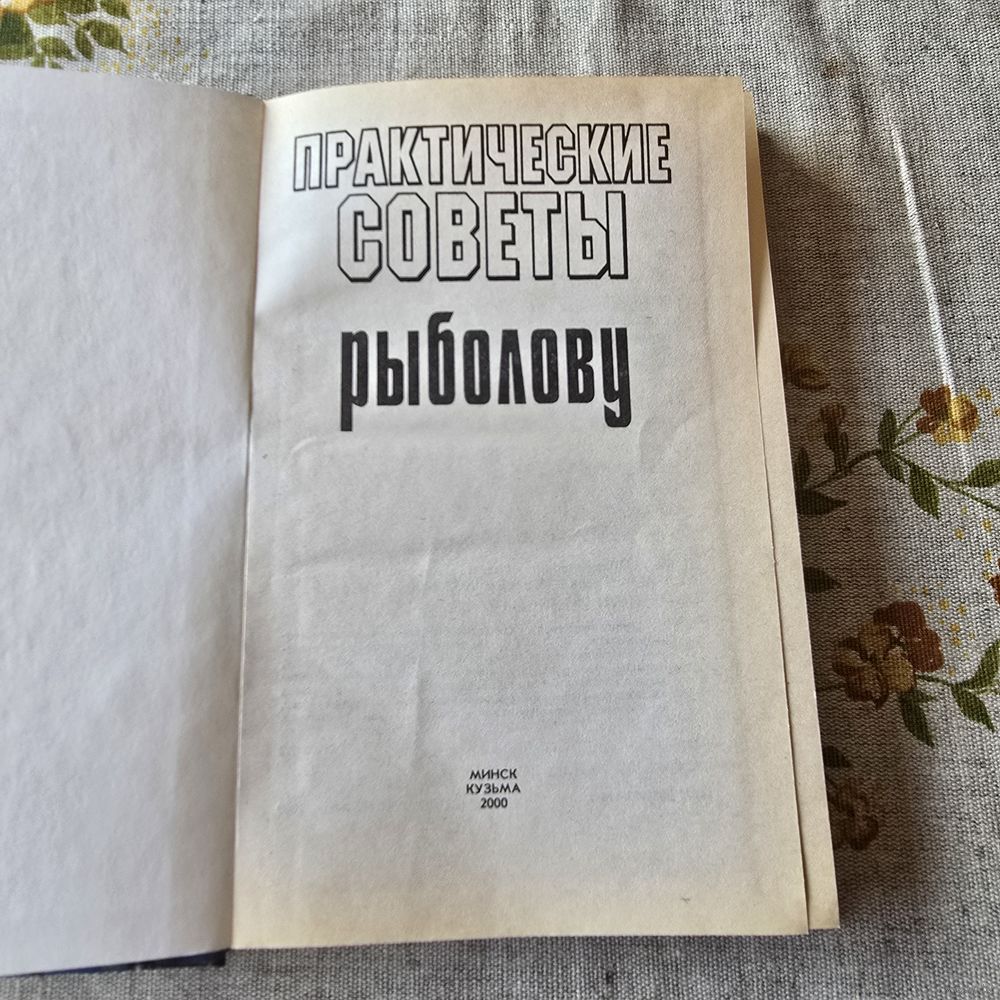 ПРАКТИЧЕСКИЕ
СОВЕТЫ
рыболову
МИНСК
КУЗЬМА
2000